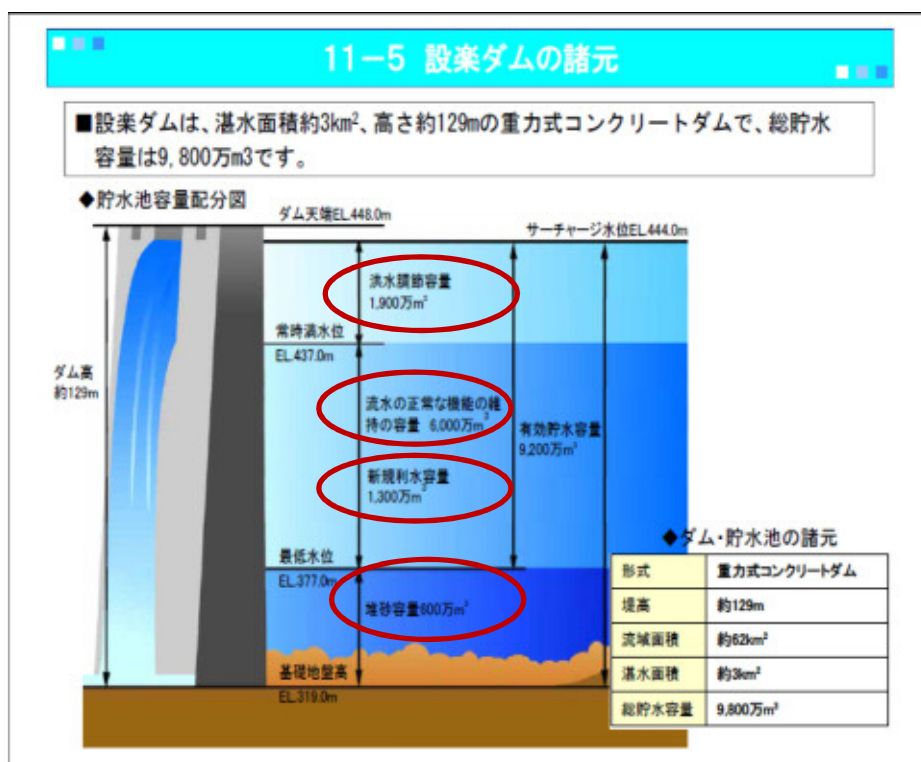 11-5 設楽ダムの諸元
■設楽ダムは、湛水面積約3km²、高さ約129mの重力式コンクリートダムで、総貯水
容量は9,800万m3です。
◆貯水池容量配分図
ダム天端EL.448.0m
サーチャージ水位EL.444.0m
洪水調節容量
1,900万m³
常時満水位
EL.437.0m
ダム高
約129m
流水の正常な機能の維
持の容量 6,000万m³
有効貯水容量
9,200万m³
新規利水容量
1,300万m³
最低水位
EL.377.0m
堆砂容量600万m³
基礎地盤高
EL.319.0m
◆ダム・貯水池の諸元
形式 重力式コンクリートダム
堤高 約129m
流域面積 約62km²
湛水面積 約3km²
総貯水容量 9,800万m³